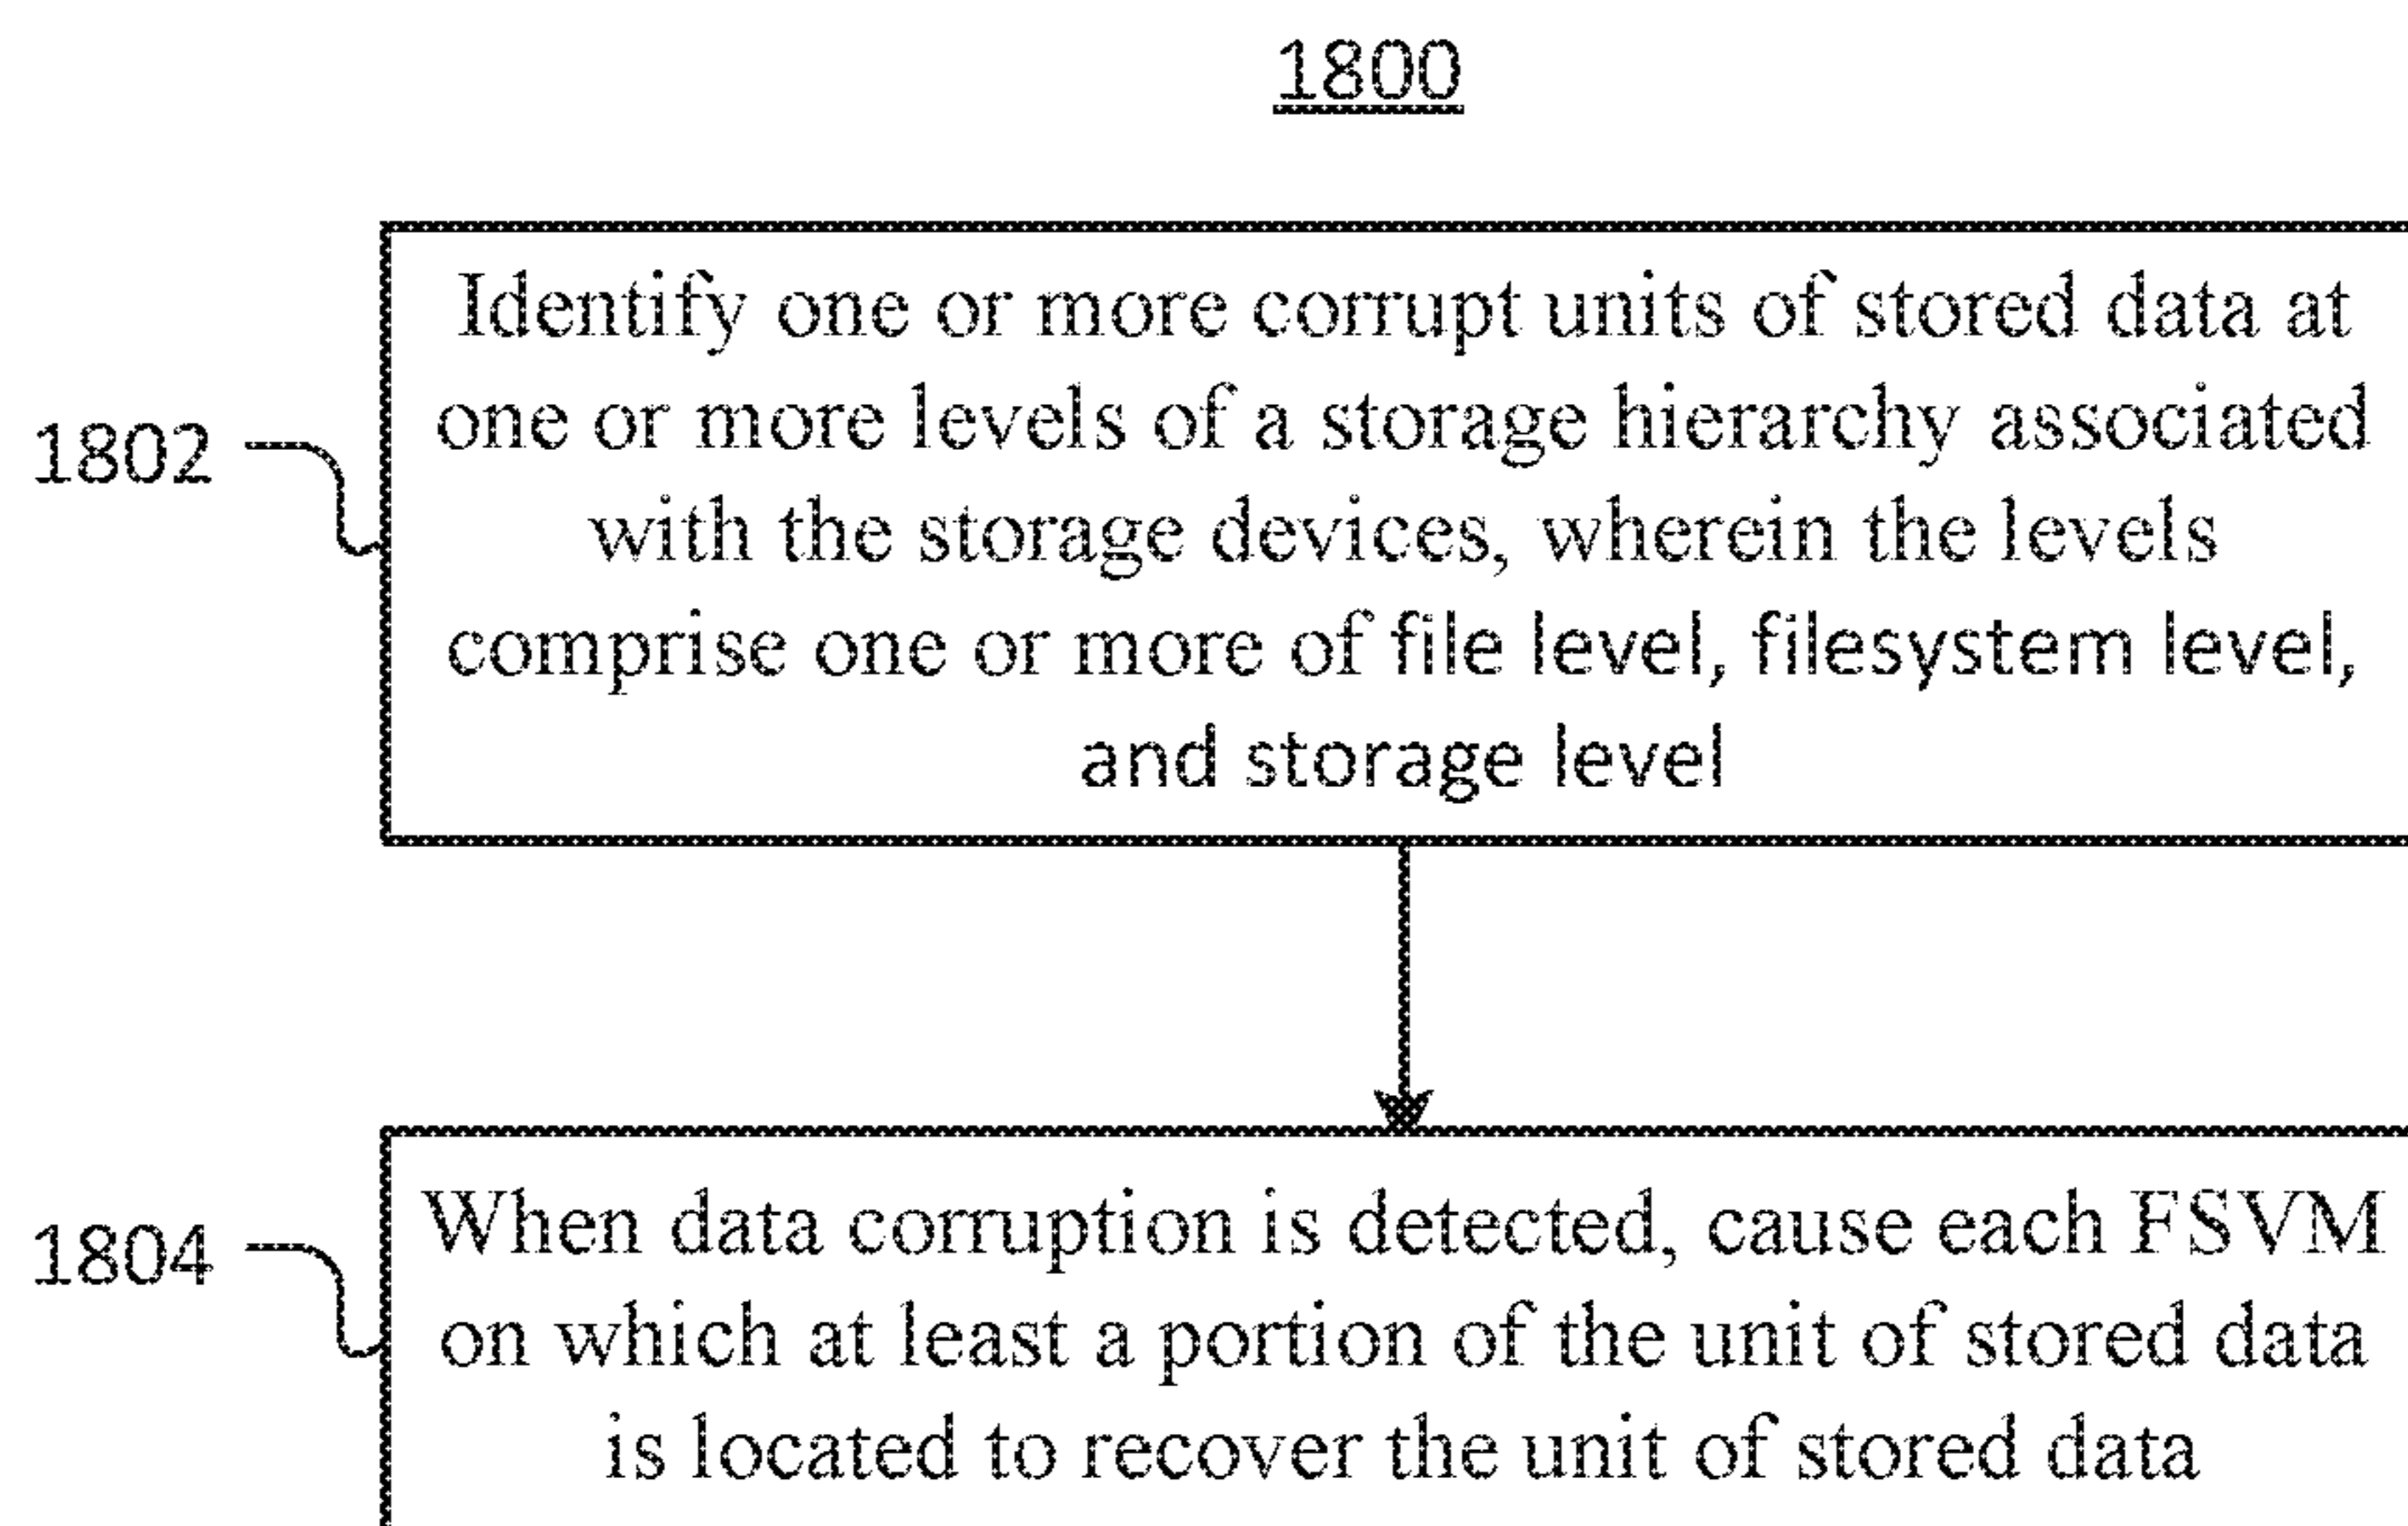 1800
Identify one or more corrupt units of stored data at
one or more levels of a storage hierarchy associated
1802
with the storage devices, wherein the levels
comprise one or more of file level, filesystem level,
and storage level
When data corruption is detected, cause each FSVM
1804
on which at least a portion of the unit of stored data
is located to recover the unit of stored data